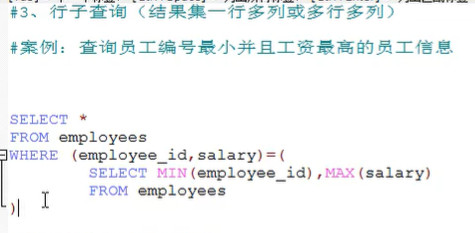 #3、行子查询（结果集一行多列或多行多列）
#案例：查询员工编号最小并且工资最高的员工信息
SELECT *
FROM employees
WHERE (employee_id,salary)=(
SELECT MIN(employee_id),MAX(salary)
FROM employees
)